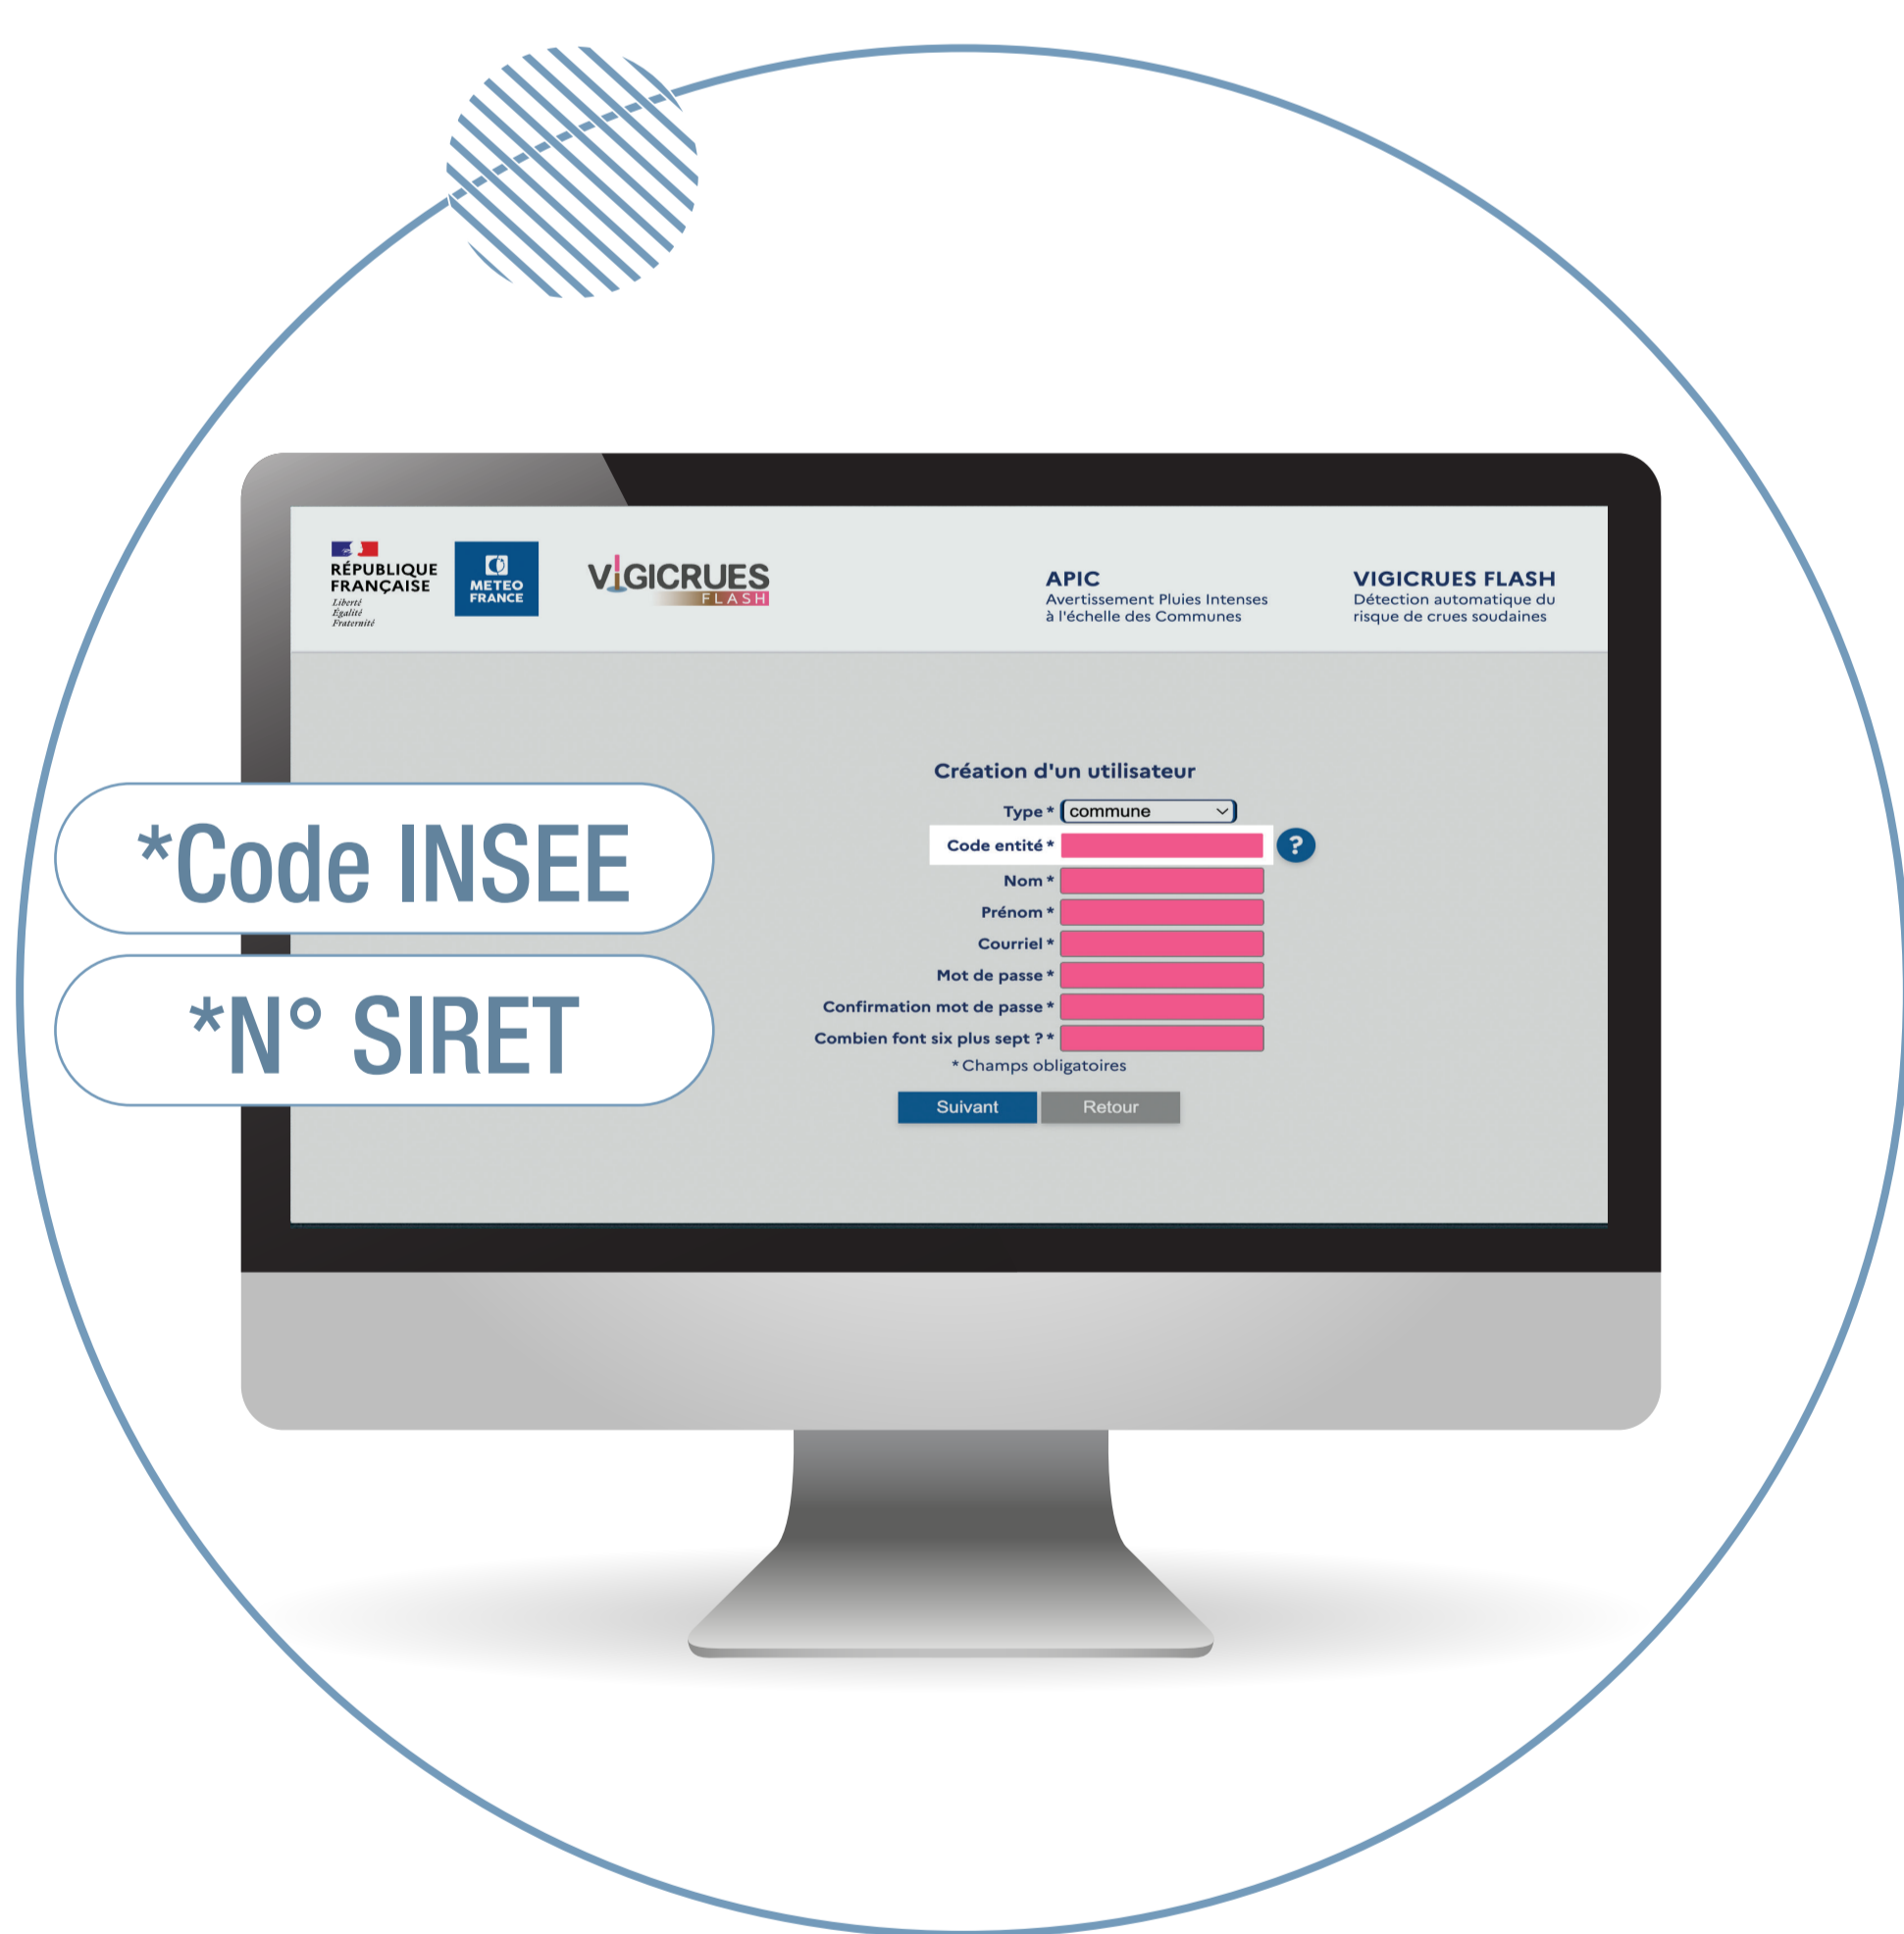 RÉPUBLIQUE
FRANÇAISE
Liberté
Égalité
Fraternité
METEO
FRANCE
VIGICRUES
FLASH
APIC
Avertissement Pluies Intenses
à l'échelle des Communes
VIGICRUES FLASH
Détection automatique du
risque de crues soudaines
*Code INSEE
*N° SIRET
Création d'un utilisateur
Type * commune
Code entité * ?
Nom *
Prénom *
Courriel *
Mot de passe *
Confirmation mot de passe *
Combien font six plus sept ? *
* Champs obligatoires
Suivant Retour